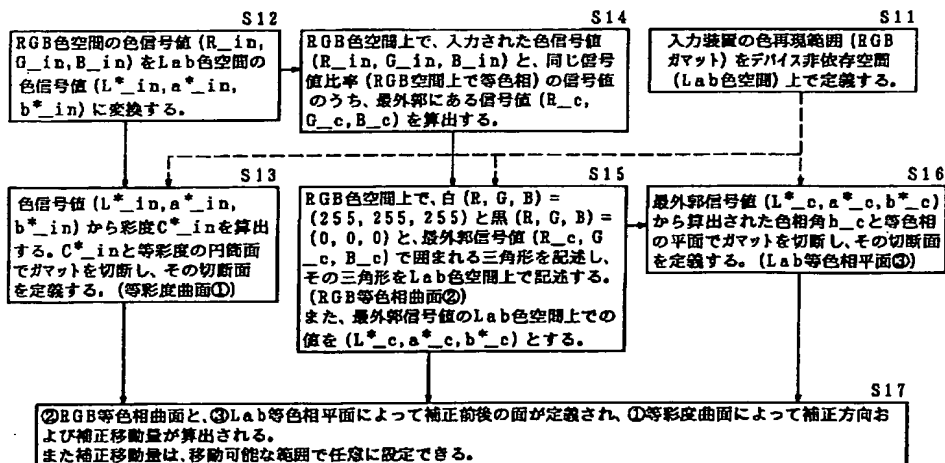 S12
RGB色空間の色信号値(R_in,
G_in,B_in)をLab色空間の
色信号値(L*_in,a*_in,
b*_in)に変換する。
S14
RGB色空間上で、入力された色信号値
(R_in,G_in,B_in)と、同じ信号
値比率(RGB空間上で等色相)の信号値
のうち、最外郭にある信号値(R_c,
G_c,B_c)を算出する。
S11
入力装置の色再現範囲(RGB
ガマット)をデバイス非依存空間
(Lab色空間)上で定義する。
S13
色信号値(L*_in,a*_in,
b*_in)から彩度C*_inを算出
する。C*_inと等彩度の円筒面
でガマットを切断し、その切断面
を定義する。(等彩度曲面①)
S15
RGB色空間上で、白(R,G,B)=
(255,255,255)と黒(R,G,B)=
(0,0,0)と、最外郭信号値(R_c,G
_c,B_c)で囲まれる三角形を記述し、
その三角形をLab色空間上で記述する。
(RGB等色相曲面②)
また、最外郭信号値のLab色空間上での
値を(L*_c,a*_c,b*_c)とする。
S16
最外郭信号値(L*_c,a*_c,b*_c)
から算出された色相角h_cと等色相
の平面でガマットを切断し、その切断面
を定義する。(Lab等色相平面③)
S17
②RGB等色相曲面と、③Lab等色相平面によって補正前後の面が定義され、①等彩度曲面によって補正方向お
よび補正移動量が算出される。
また補正移動量は、移動可能な範囲で任意に設定できる。